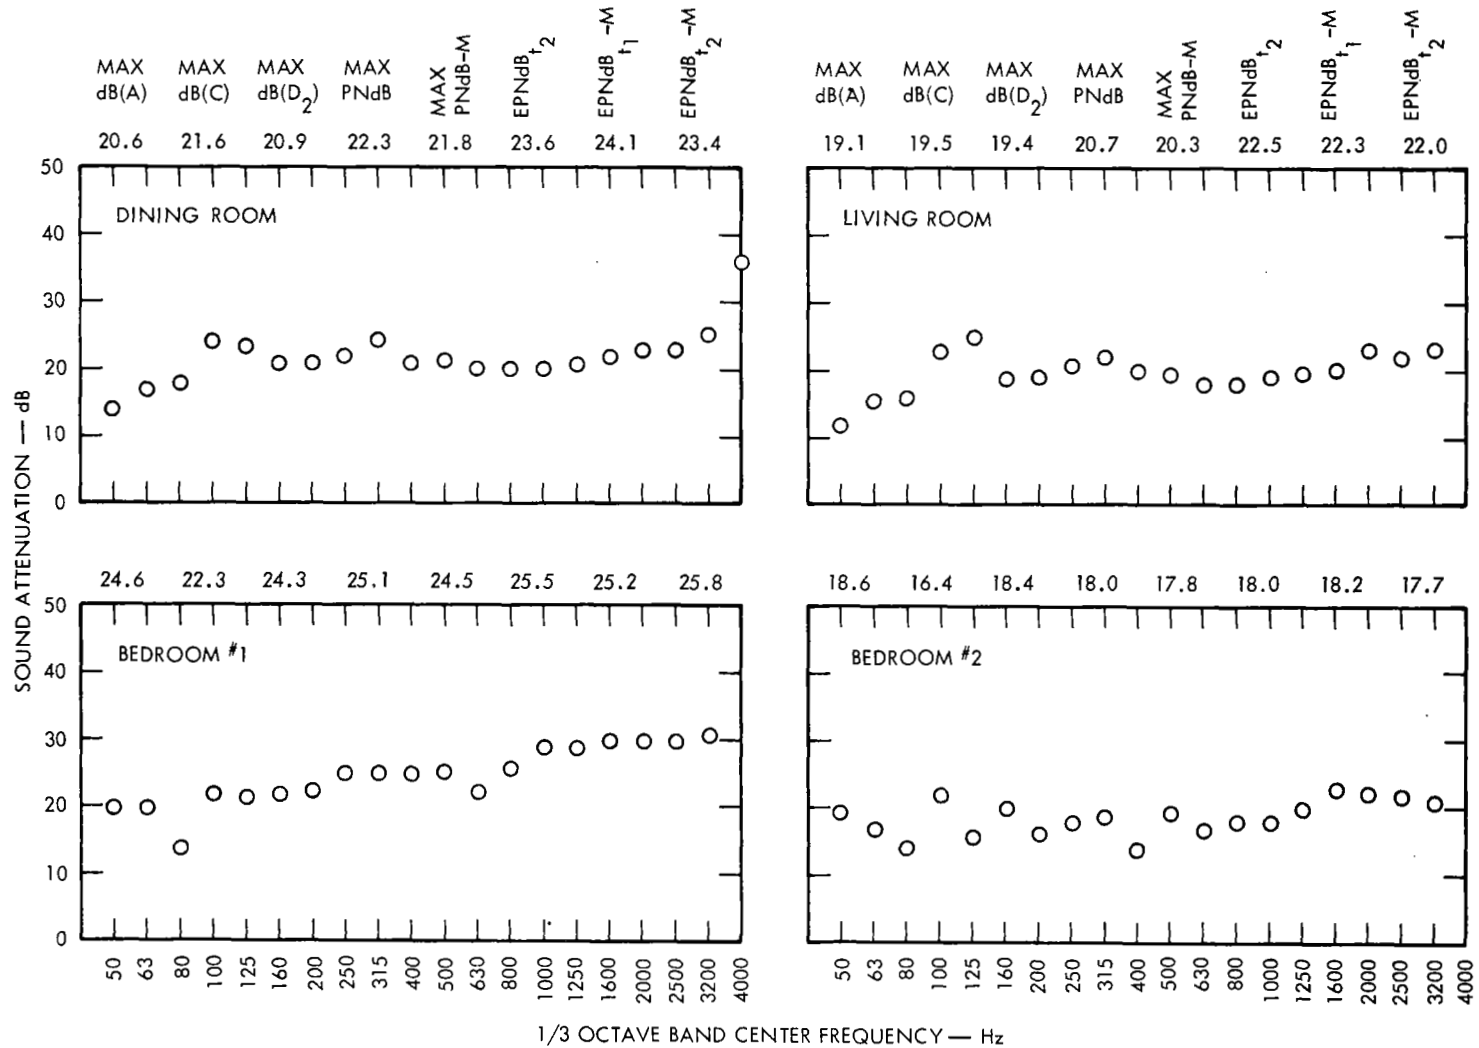 MAX dB(A) MAX dB(C) MAX dB(D2) MAX PNdB MAX PNdB-M EPNdBt2 EPNdBt1-M EPNdBt2-M
20.6 21.6 20.9 22.3 21.8 23.6 24.1 23.4
50
40
30
20
10
0
DINING ROOM
MAX dB(A) MAX dB(C) MAX dB(D2) MAX PNdB MAX PNdB-M EPNdBt2 EPNdBt1-M EPNdBt2-M
19.1 19.5 19.4 20.7 20.3 22.5 22.3 22.0
LIVING ROOM
SOUND ATTENUATION — dB
24.6 22.3 24.3 25.1 24.5 25.5 25.2 25.8
50
40
30
20
10
0
BEDROOM #1
50 63 80 100 125 160 200 250 315 400 500 630 800 1000 1250 1600 2000 2500 3200 4000
18.6 16.4 18.4 18.0 17.8 18.0 18.2 17.7
BEDROOM #2
50 63 80 100 125 160 200 250 315 400 500 630 800 1000 1250 1600 2000 2500 3200 4000
1/3 OCTAVE BAND CENTER FREQUENCY — Hz